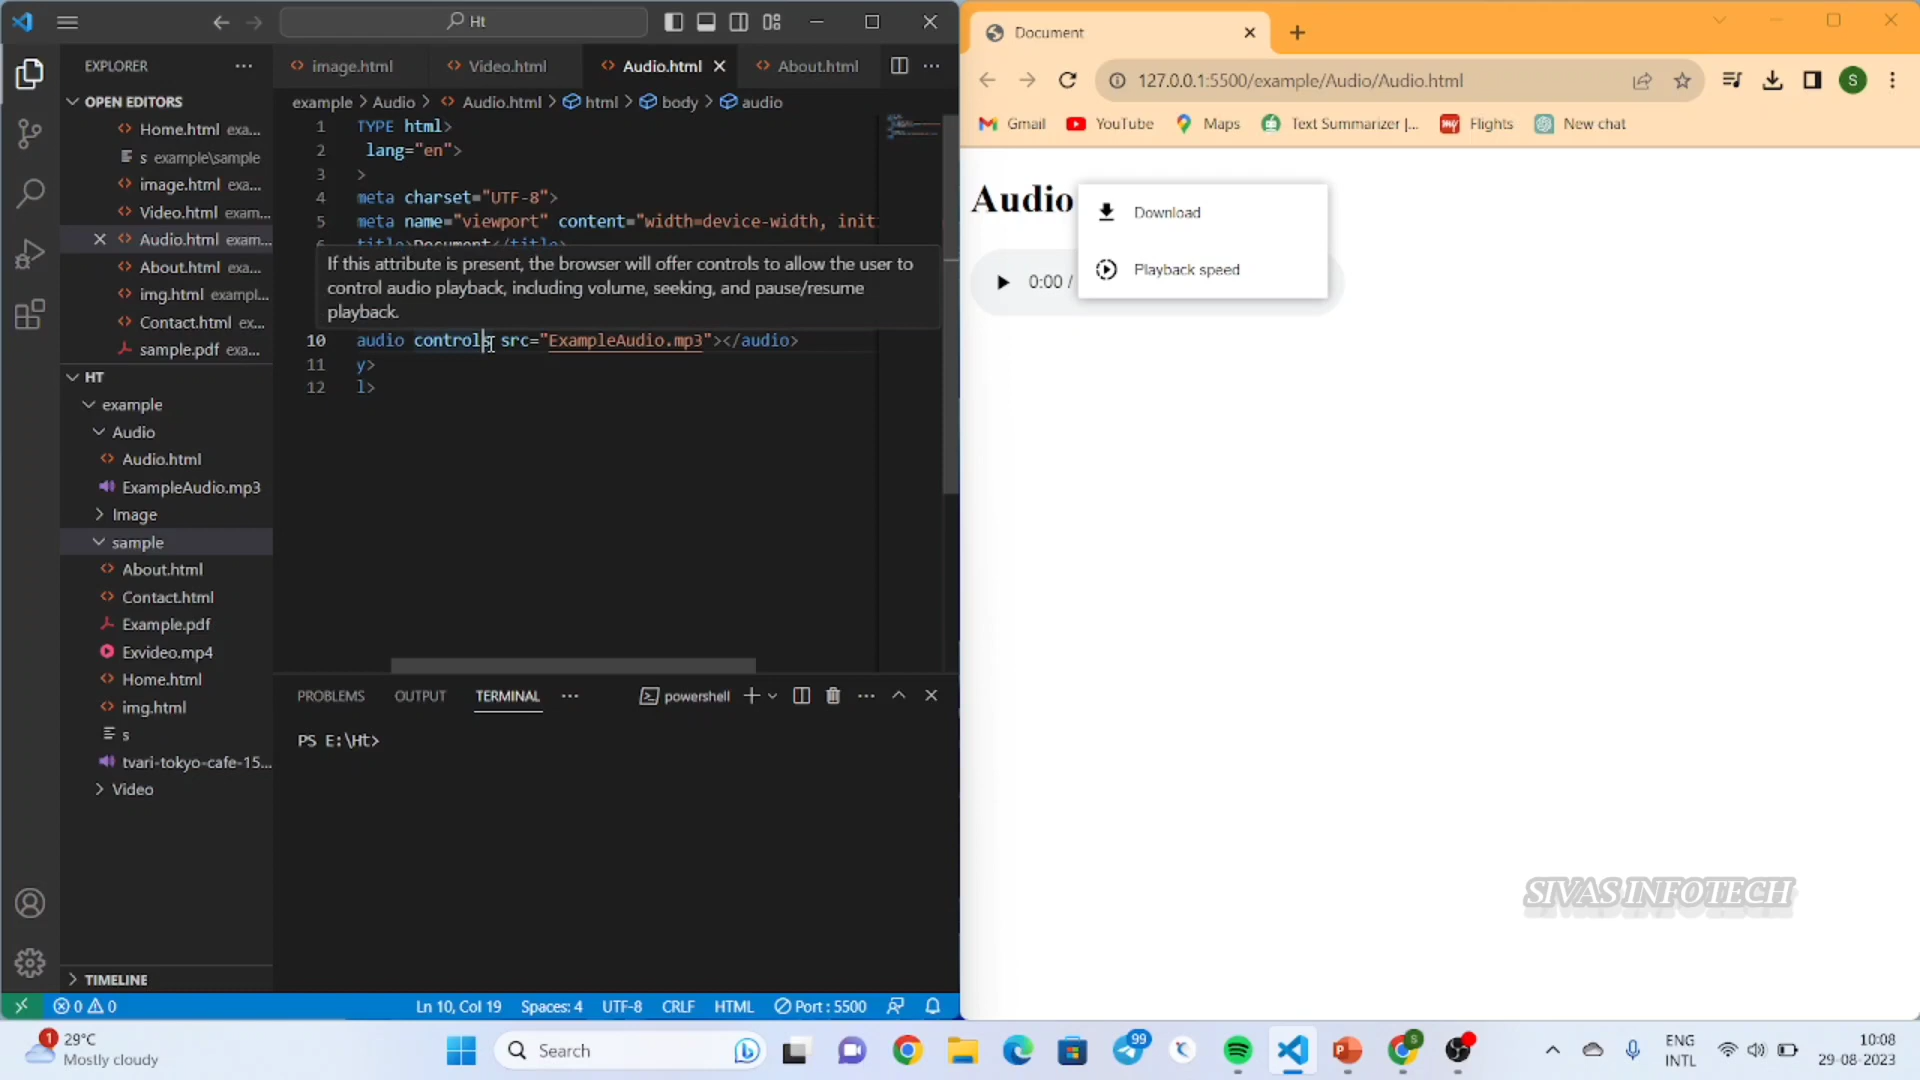 Ht
EXPLORER
image.html
Video.html
Audio.html
About.html
OPEN EDITORS
Home.html exa...
s example\sample
image.html exa...
Video.html exam...
Audio.html exam...
About.html exa...
img.html exampl...
Contact.html ex...
sample.pdf exa...
HT
example
Audio
Audio.html
ExampleAudio.mp3
Image
sample
About.html
Contact.html
Example.pdf
Exvideo.mp4
Home.html
img.html
s
tvari-tokyo-cafe-15...
Video
TIMELINE
example > Audio > Audio.html > html > body > audio
1 TYPE html>
2 lang="en">
3 >
4 meta charset="UTF-8">
5 meta name="viewport" content="width=device-width, init
6 title>Document</title>
If this attribute is present, the browser will offer controls to allow the user to
control audio playback, including volume, seeking, and pause/resume
playback.
10 audio controls src="ExampleAudio.mp3"></audio>
11 y>
12 l>
PROBLEMS OUTPUT TERMINAL powershell
PS E:\Ht>
0 0 Ln 10, Col 19 Spaces: 4 UTF-8 CRLF HTML Port : 5500
Document
127.0.0.1:5500/example/Audio/Audio.html
S
Gmail YouTube Maps Text Summarizer |... Flights New chat
Audio
Download
0:00 /
Playback speed
SIVAS INFOTECH
1
29°C
Mostly cloudy
Search
99
S
ENG
INTL
10:08
29-08-2023